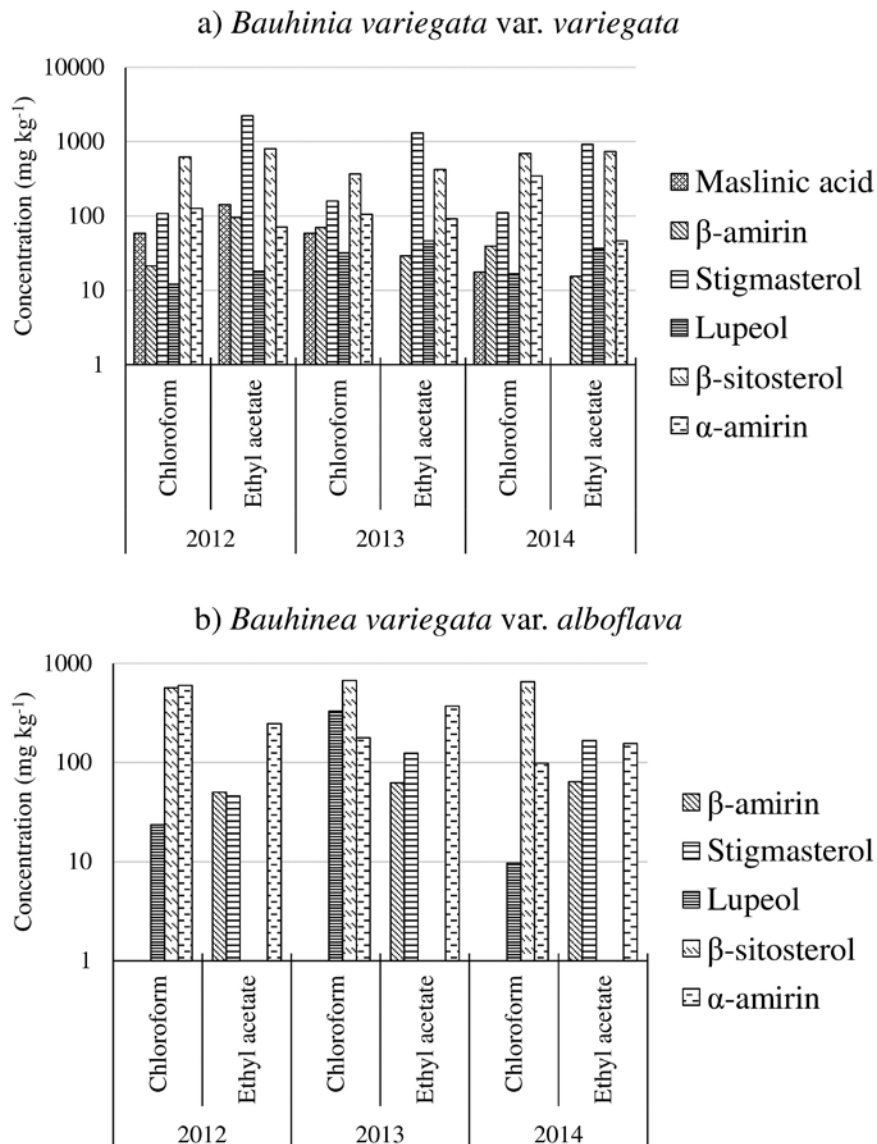 a) Bauhinia variegata var. variegata
Concentration (mg kg⁻¹)
10000
1000
100
10
1
Chloroform
Ethyl acetate
Chloroform
Ethyl acetate
Chloroform
Ethyl acetate
2012
2013
2014
Maslinic acid
β-amirin
Stigmasterol
Lupeol
β-sitosterol
α-amirin
b) Bauhinea variegata var. alboflava
Concentration (mg kg⁻¹)
1000
100
10
1
Chloroform
Ethyl acetate
Chloroform
Ethyl acetate
Chloroform
Ethyl acetate
2012
2013
2014
β-amirin
Stigmasterol
Lupeol
β-sitosterol
α-amirin